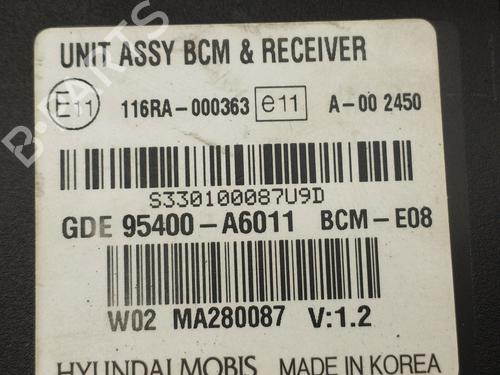 UNIT ASSY BCM & RECEIVER
E11 116RA-000363 e11 A-00 2450
S330100087U9D
GDE 95400-A6011 BCM-E08
W02 MA280087 V:1.2
HYUNDAI MOBIS MADE IN KOREA
B-PARTS